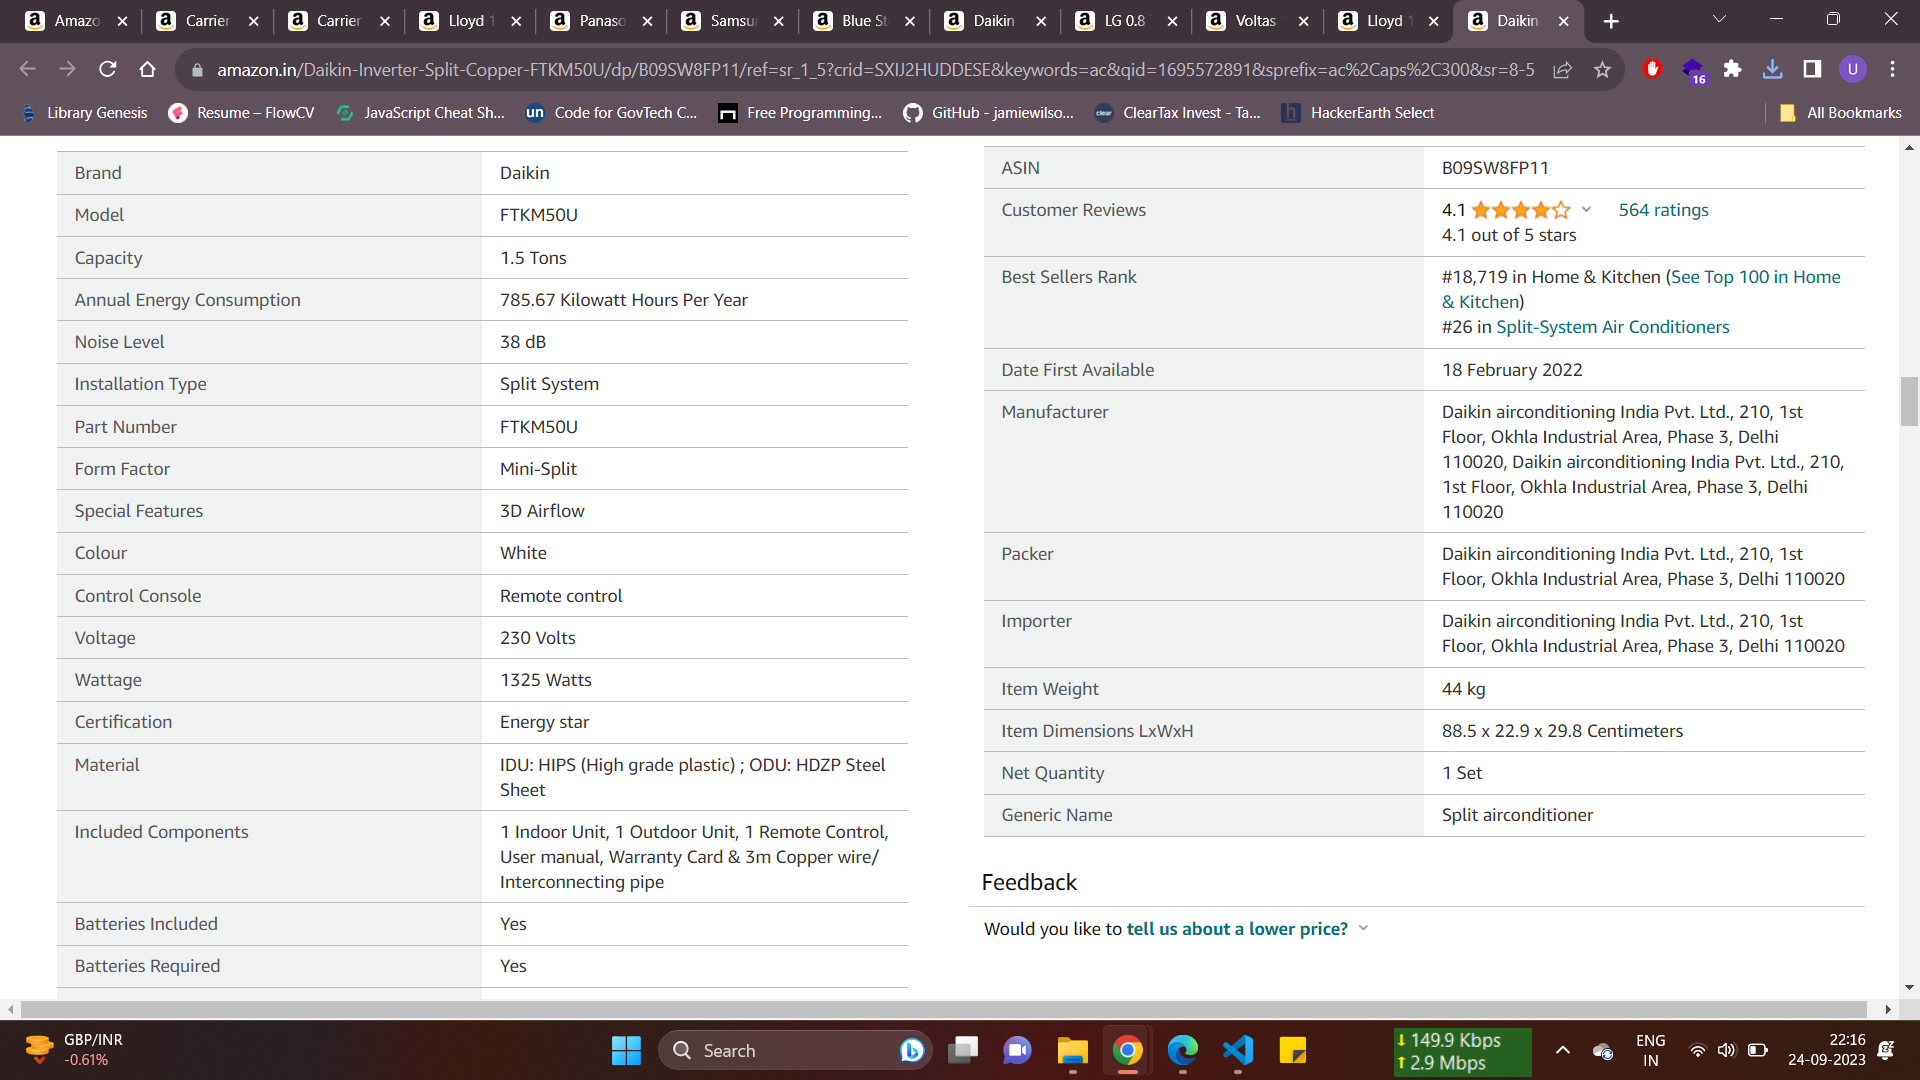 Amazo
Carrier
Carrier
Lloyd 1
Panaso
Samsu
Blue St
Daikin
LG 0.8
Voltas
Lloyd 1
Daikin
amazon.in/Daikin-Inverter-Split-Copper-FTKM50U/dp/B09SW8FP11/ref=sr_1_5?crid=SXIJ2HUDDESE&keywords=ac&qid=1695572891&sprefix=ac%2Caps%2C300&sr=8-5
16
U
Library Genesis
Resume – FlowCV
JavaScript Cheat Sh...
un
Code for GovTech C...
Free Programming...
GitHub - jamiewilso...
clear
ClearTax Invest - Ta...
h
HackerEarth Select
All Bookmarks
Brand Daikin
Model FTKM50U
Capacity 1.5 Tons
Annual Energy Consumption 785.67 Kilowatt Hours Per Year
Noise Level 38 dB
Installation Type Split System
Part Number FTKM50U
Form Factor Mini-Split
Special Features 3D Airflow
Colour White
Control Console Remote control
Voltage 230 Volts
Wattage 1325 Watts
Certification Energy star
Material IDU: HIPS (High grade plastic) ; ODU: HDZP Steel
Sheet
Included Components 1 Indoor Unit, 1 Outdoor Unit, 1 Remote Control,
User manual, Warranty Card & 3m Copper wire/
Interconnecting pipe
Batteries Included Yes
Batteries Required Yes
ASIN B09SW8FP11
Customer Reviews 4.1 564 ratings
4.1 out of 5 stars
Best Sellers Rank #18,719 in Home & Kitchen (See Top 100 in Home
& Kitchen)
#26 in Split-System Air Conditioners
Date First Available 18 February 2022
Manufacturer Daikin airconditioning India Pvt. Ltd., 210, 1st
Floor, Okhla Industrial Area, Phase 3, Delhi
110020, Daikin airconditioning India Pvt. Ltd., 210,
1st Floor, Okhla Industrial Area, Phase 3, Delhi
110020
Packer Daikin airconditioning India Pvt. Ltd., 210, 1st
Floor, Okhla Industrial Area, Phase 3, Delhi 110020
Importer Daikin airconditioning India Pvt. Ltd., 210, 1st
Floor, Okhla Industrial Area, Phase 3, Delhi 110020
Item Weight 44 kg
Item Dimensions LxWxH 88.5 x 22.9 x 29.8 Centimeters
Net Quantity 1 Set
Generic Name Split airconditioner
Feedback
Would you like to tell us about a lower price?
GBP/INR
-0.61%
Search
149.9 Kbps
2.9 Mbps
ENG
IN
22:16
24-09-2023